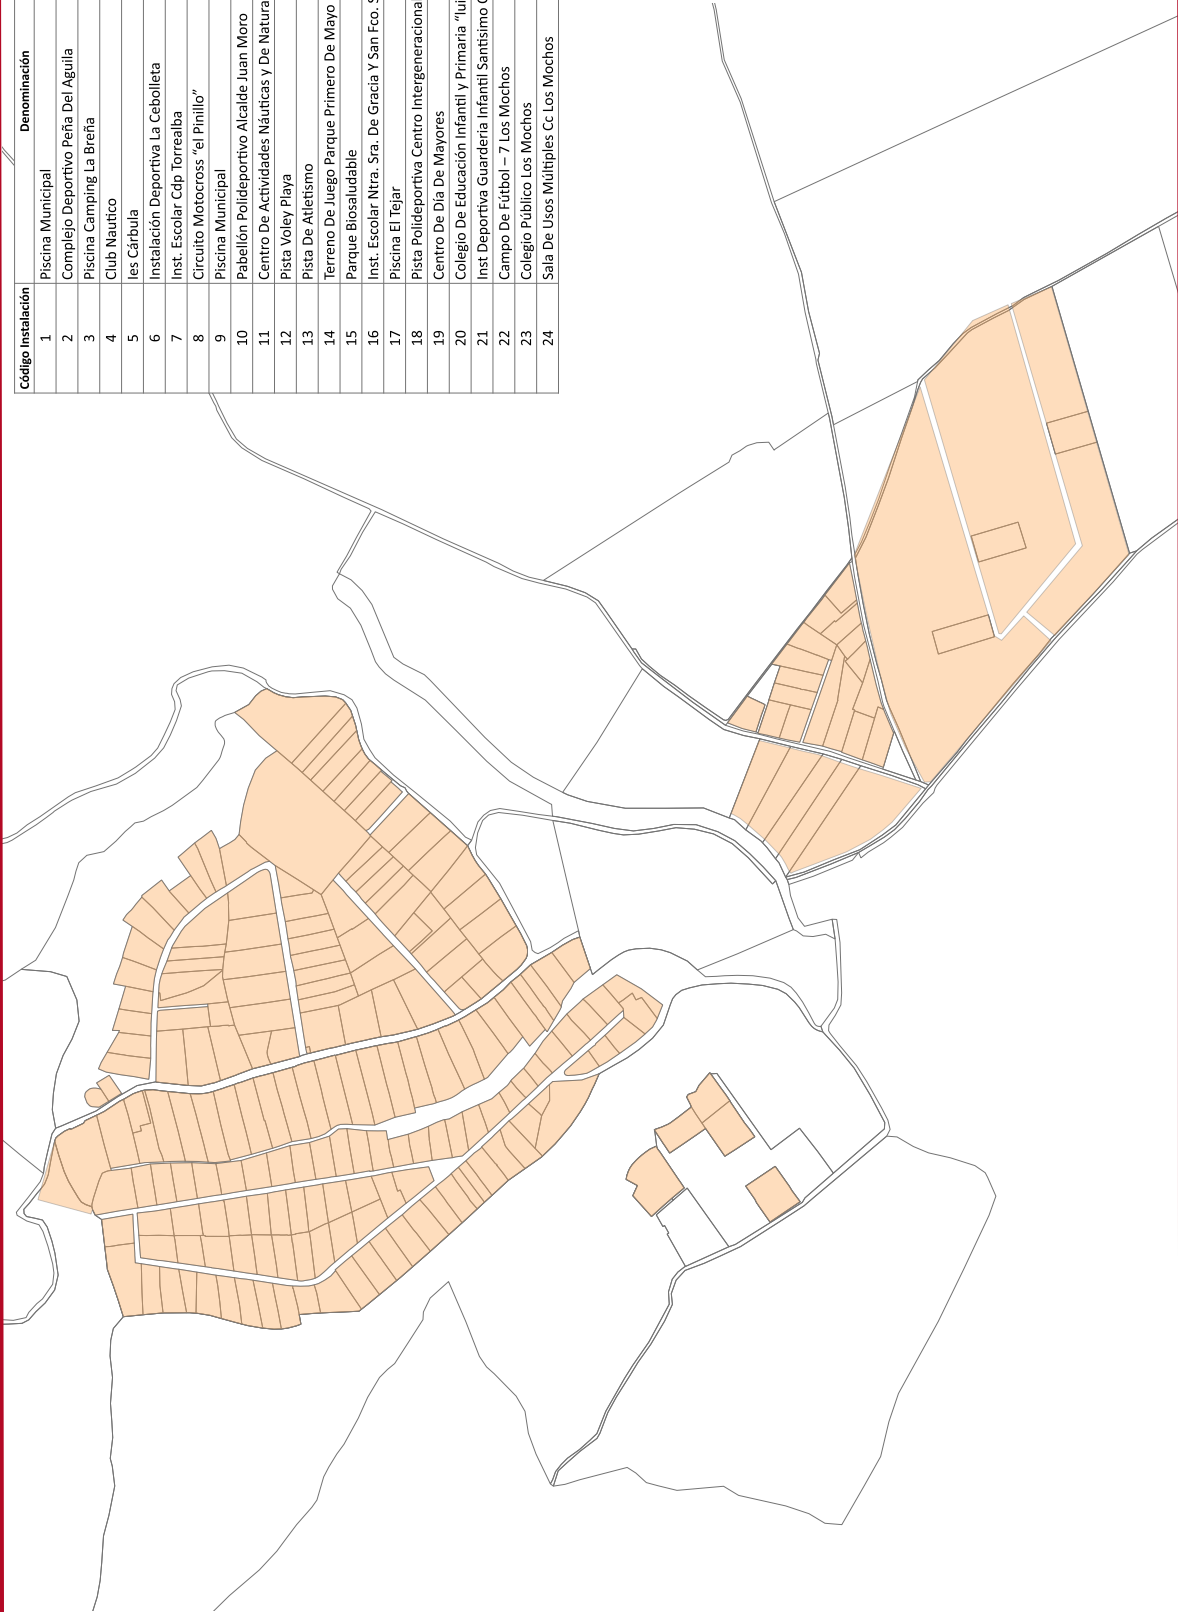 Código Instalación Denominación
1 Piscina Municipal
2 Complejo Deportivo Peña Del Aguila
3 Piscina Camping La Breña
4 Club Nautico
5 Ies Cárbula
6 Instalación Deportiva La Cebolleta
7 Inst. Escolar Cdp Torrealba
8 Circuito Motocross “el Pinillo”
9 Piscina Municipal
10 Pabellón Polideportivo Alcalde Juan Moro
11 Centro De Actividades Náuticas y De Natura
12 Pista Voley Playa
13 Pista De Atletismo
14 Terreno De Juego Parque Primero De Mayo
15 Parque Biosaludable
16 Inst. Escolar Ntra. Sra. De Gracia Y San Fco. S
17 Piscina El Tejar
18 Pista Polideportiva Centro Intergeneracional
19 Centro De Día De Mayores
20 Colegio De Educación Infantil y Primaria “lui
21 Inst Deportiva Guarderia Infantil Santisimo
22 Campo De Fútbol – 7 Los Mochos
23 Colegio Público Los Mochos
24 Sala De Usos Múltiples Cc Los Mochos